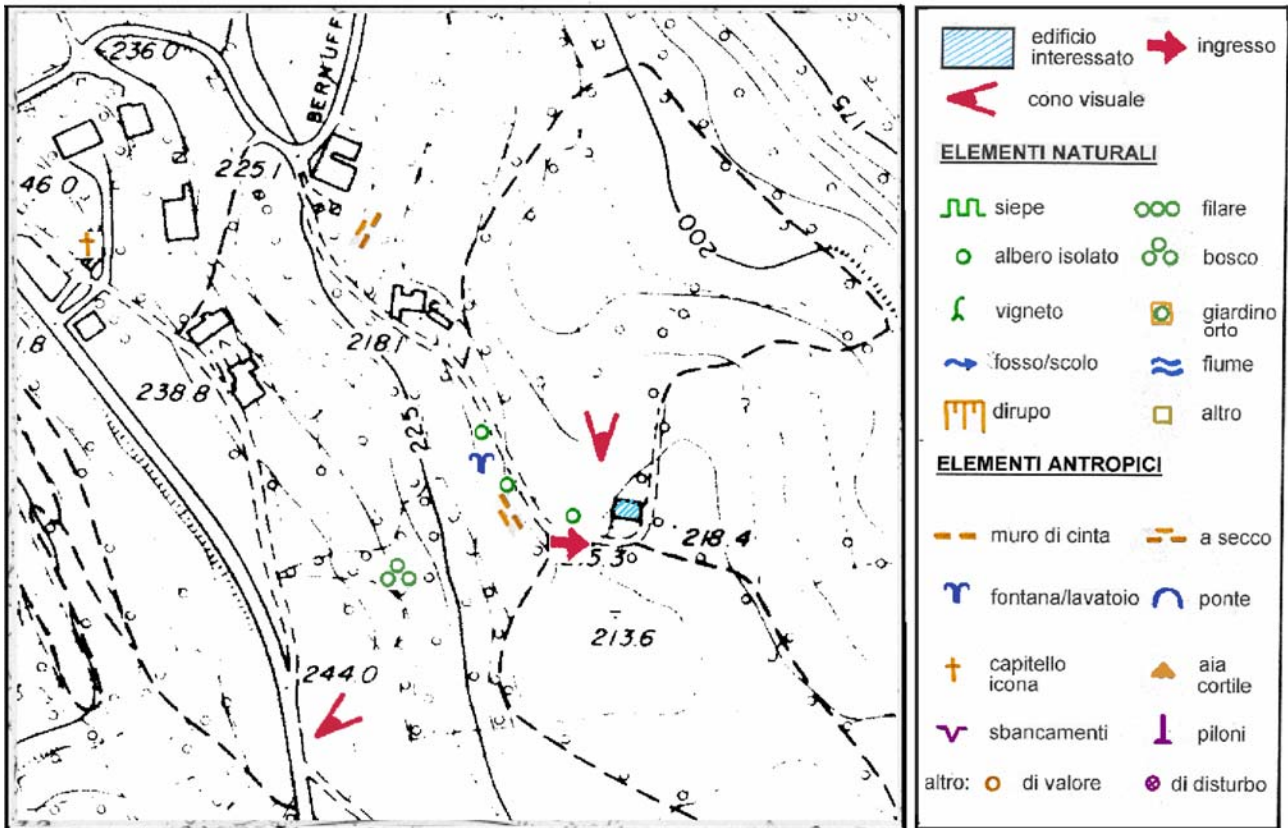 236.0
BERNUFF
225.1
46.0
175
200
1.8
238.8
218.1
225
218.4
5.3
213.6
244.0
edificio
interessato
ingresso
cono visuale
ELEMENTI NATURALI
siepe
filare
albero isolato
bosco
vigneto
giardino
orto
fosso/scolo
fiume
dirupo
altro
ELEMENTI ANTROPICI
muro di cinta
a secco
fontana/lavatoio
ponte
capitello
icona
aia
cortile
sbancamenti
piloni
altro: di valore
di disturbo